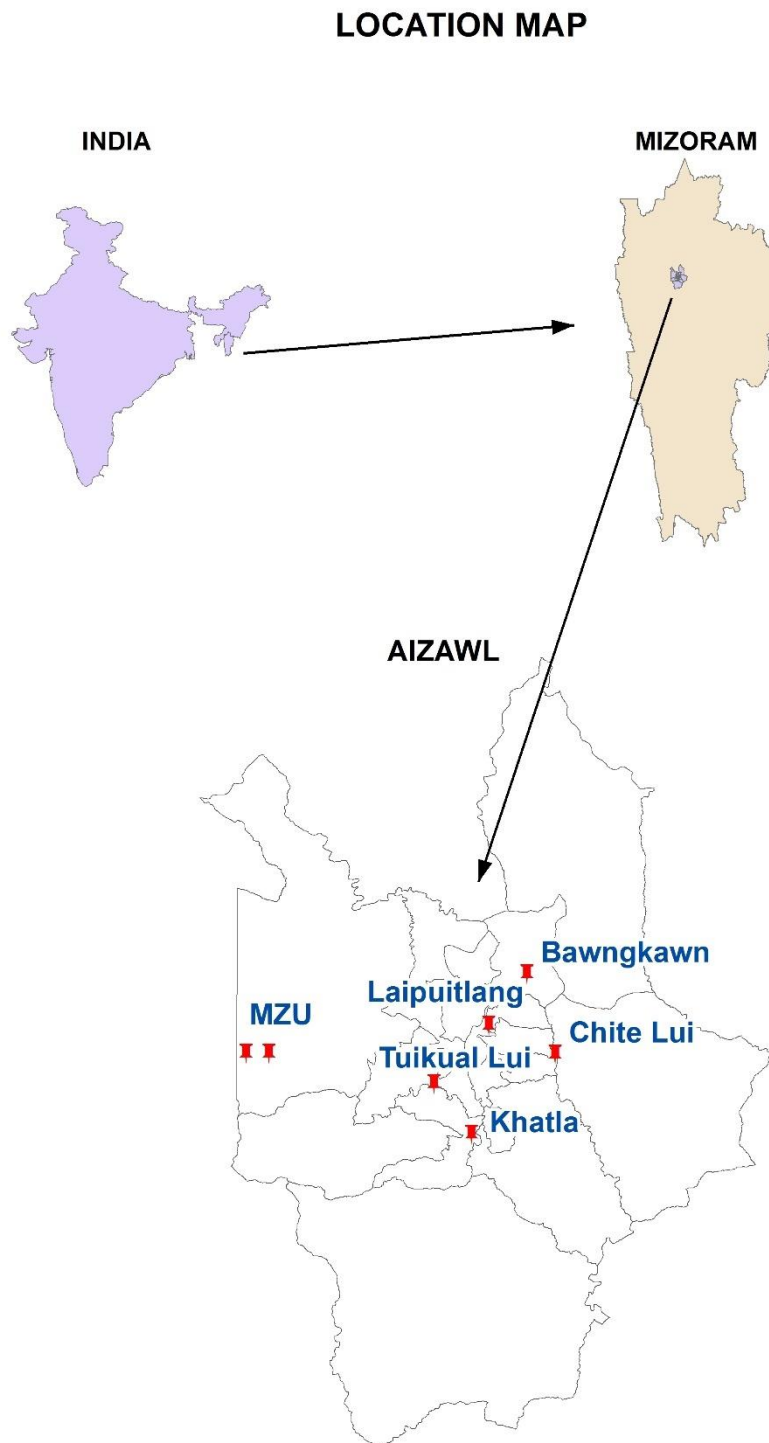 LOCATION MAP
INDIA
MIZORAM
AIZAWL
Bawngkawn
Laipuitlang
MZU
Chite Lui
Tuikual Lui
Khatla